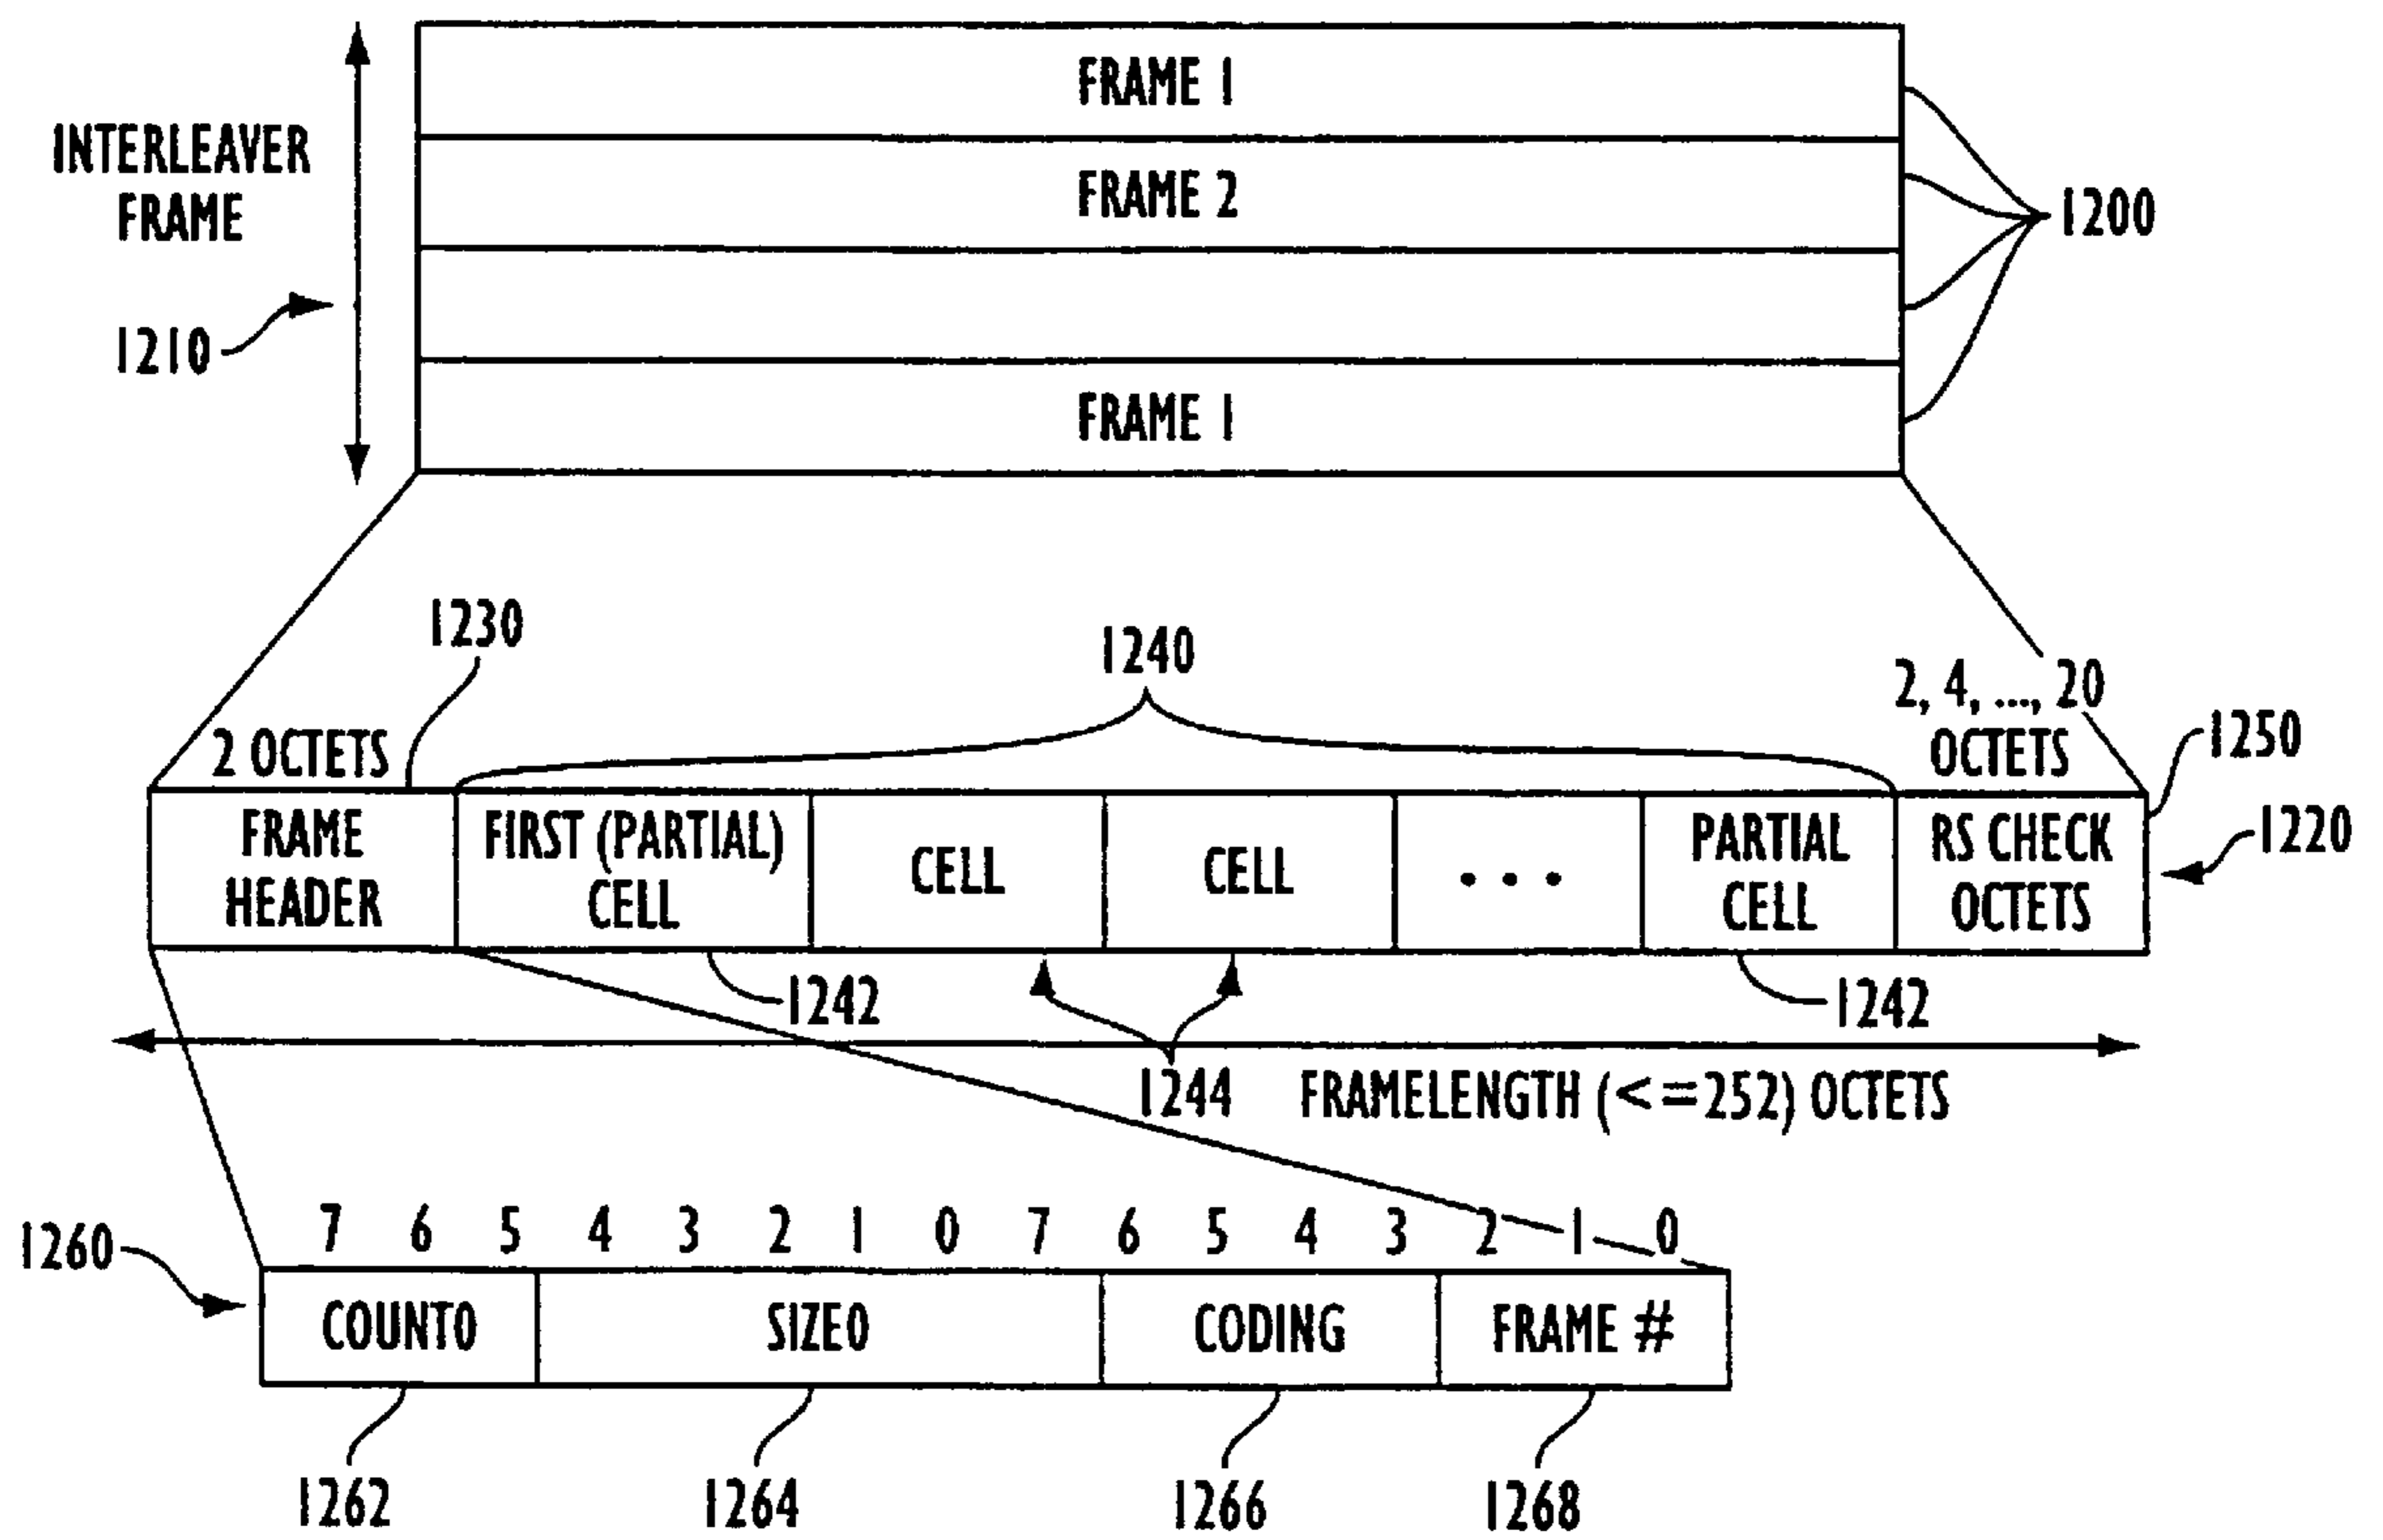 FRAME 1
INTERLEAVER
FRAME
FRAME 2
1200
1210
FRAME 1
1230
1240
2, 4, ..., 20
OCTETS
1250
2 OCTETS
1220
FRAME
HEADER
FIRST (PARTIAL)
CELL
CELL
CELL
• • •
PARTIAL
CELL
RS CHECK
OCTETS
1242
1242
1244
FRAMELENGTH (<=252) OCTETS
7 6 5 4 3 2 1 0 7 6 5 4 3 2 1 0
1260
COUNT0
SIZE0
CODING
FRAME #
1262
1264
1266
1268